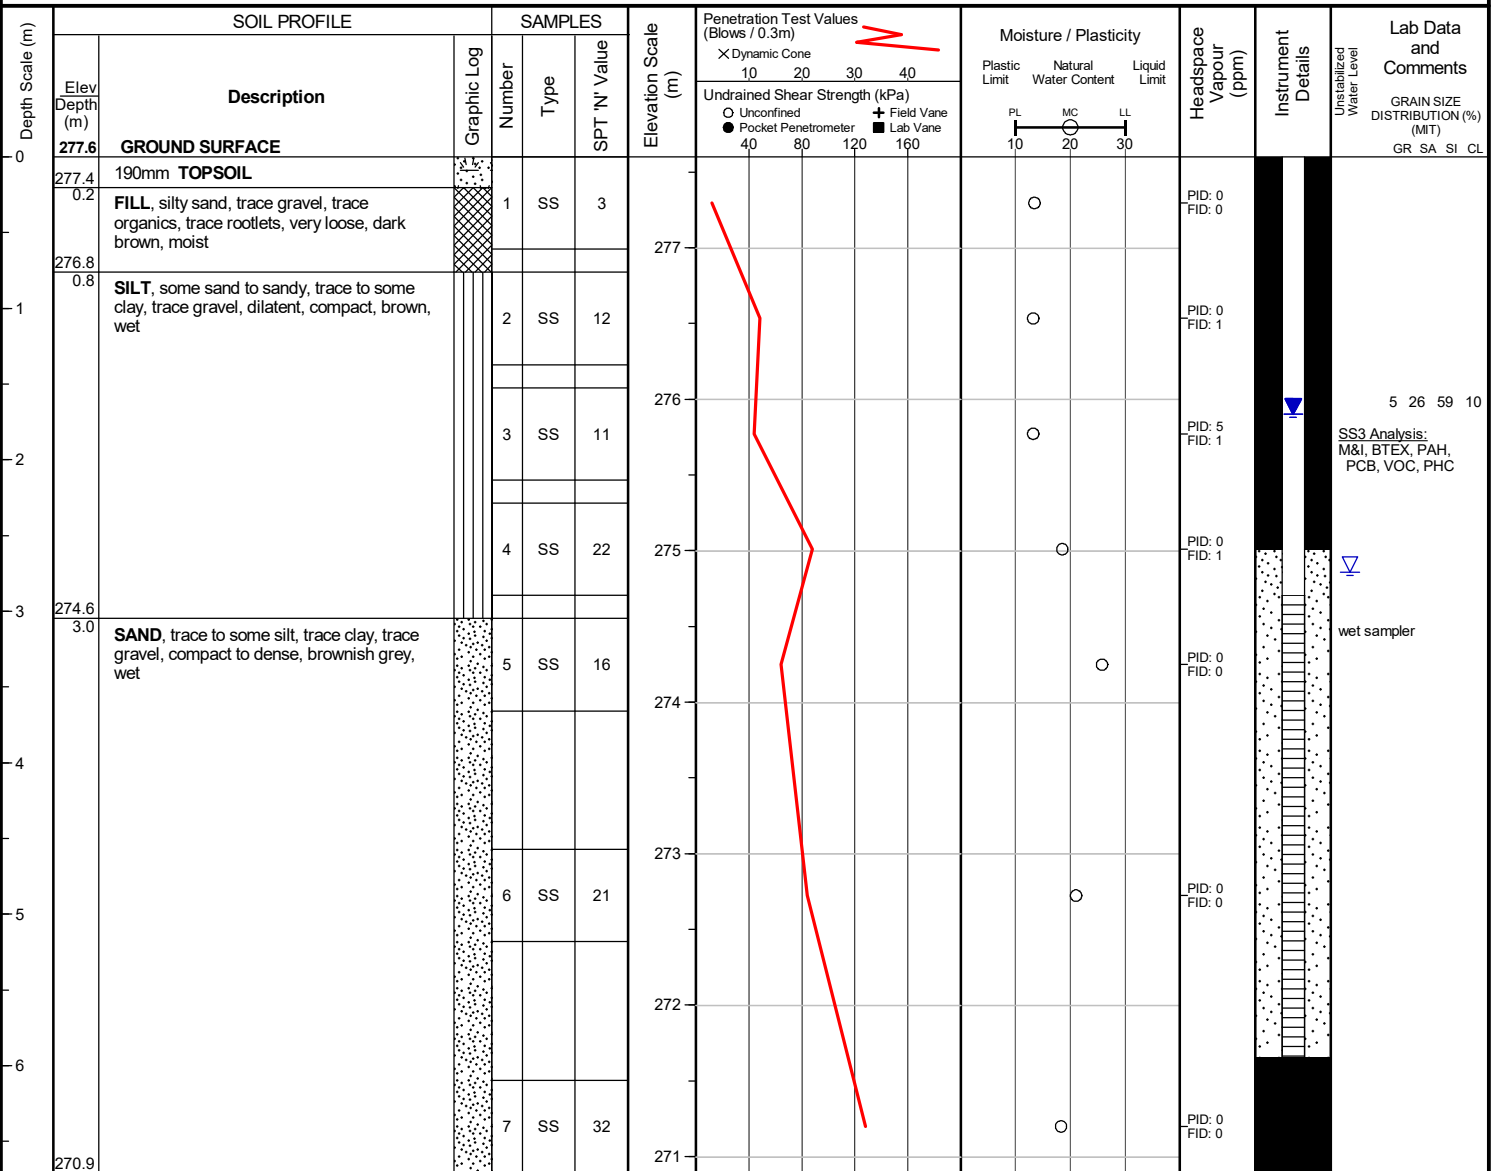 SOIL PROFILE
SAMPLES
Depth Scale (m)
Elev
Depth
(m)
Description
Graphic Log
Number
Type
SPT 'N' Value
Elevation Scale
(m)
Penetration Test Values
(Blows / 0.3m)
Dynamic Cone
10 20 30 40
Undrained Shear Strength (kPa)
Unconfined
Field Vane
Pocket Penetrometer
Lab Vane
40 80 120 160
Moisture / Plasticity
Plastic
Limit
Natural
Water Content
Liquid
Limit
PL MC LL
10 20 30
Headspace
Vapour
(ppm)
Instrument
Details
Unstabilized
Water Level
Lab Data
and
Comments
GRAIN SIZE
DISTRIBUTION (%)
(MIT)
GR SA SI CL
277.6 GROUND SURFACE
0
277.4
0.2
190mm TOPSOIL
FILL, silty sand, trace gravel, trace
organics, trace rootlets, very loose, dark
brown, moist
1 SS 3
PID: 0
FID: 0
277
276.8
0.8
SILT, some sand to sandy, trace to some
clay, trace gravel, dilatent, compact, brown,
wet
1
2 SS 12
PID: 0
FID: 1
276
5 26 59 10
3 SS 11
PID: 5
FID: 1
SS3 Analysis:
M&I, BTEX, PAH,
PCB, VOC, PHC
2
4 SS 22
275
PID: 0
FID: 1
3
274.6
3.0
SAND, trace to some silt, trace clay, trace
gravel, compact to dense, brownish grey,
wet
wet sampler
5 SS 16
PID: 0
FID: 0
274
4
273
6 SS 21
PID: 0
FID: 0
5
272
6
7 SS 32
PID: 0
FID: 0
271
270.9